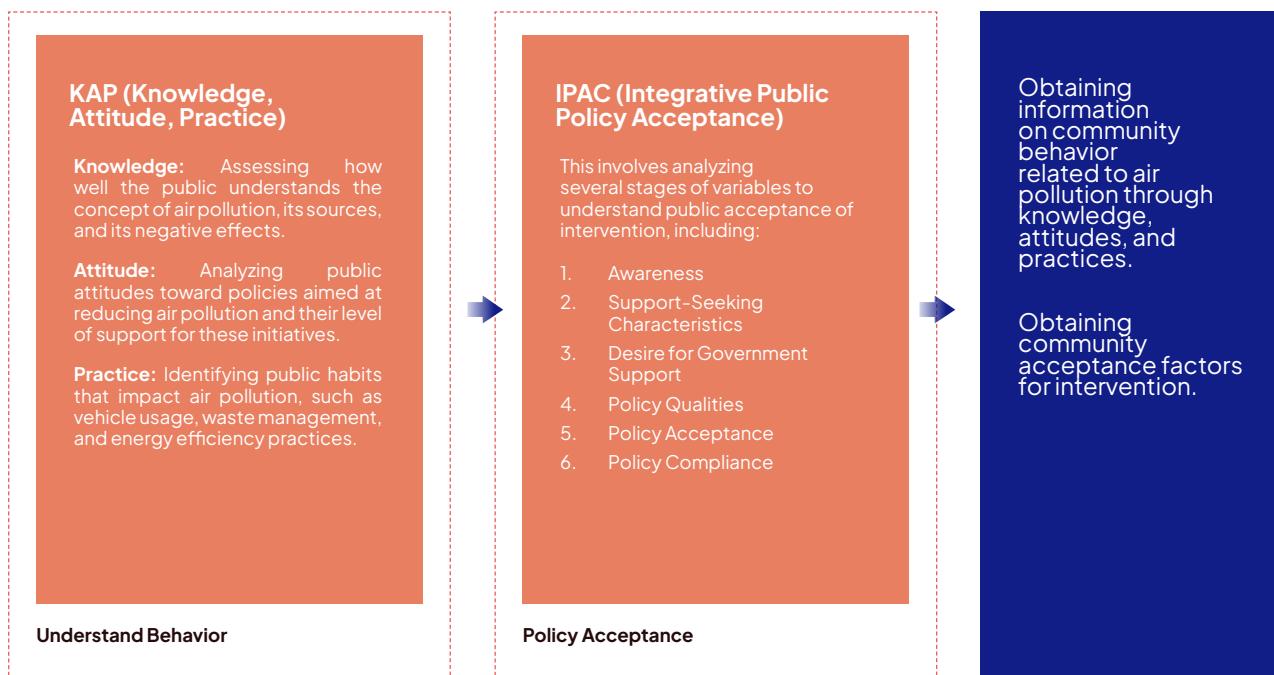 KAP (Knowledge,
Attitude, Practice)
Knowledge: Assessing how
well the public understands the
concept of air pollution, its sources,
and its negative effects.
Attitude: Analyzing public
attitudes toward policies aimed at
reducing air pollution and their level
of support for these initiatives.
Practice: Identifying public habits
that impact air pollution, such as
vehicle usage, waste management,
and energy efficiency practices.
Understand Behavior
IPAC (Integrative Public
Policy Acceptance)
This involves analyzing
several stages of variables to
understand public acceptance of
intervention, including:
1. Awareness
2. Support-Seeking
Characteristics
3. Desire for Government
Support
4. Policy Qualities
5. Policy Acceptance
6. Policy Compliance
Policy Acceptance
Obtaining
information
on community
behavior
related to air
pollution through
knowledge,
attitudes, and
practices.
Obtaining
community
acceptance factors
for intervention.